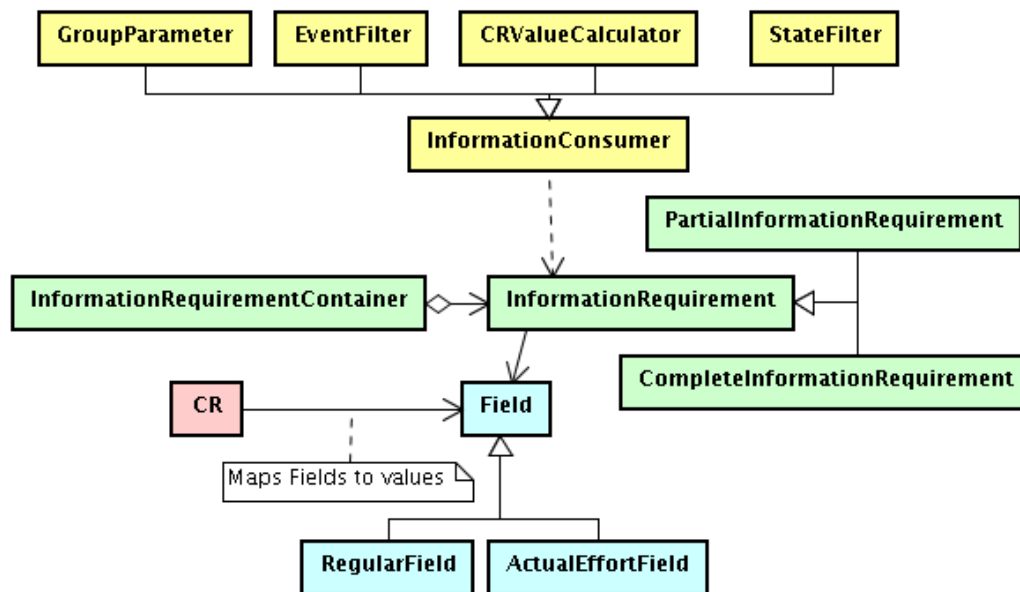 GroupParameter
EventFilter
CRValueCalculator
StateFilter
InformationConsumer
PartialInformationRequirement
InformationRequirementContainer
InformationRequirement
CompleteInformationRequirement
CR
Field
Maps Fields to values
RegularField
ActualEffortField